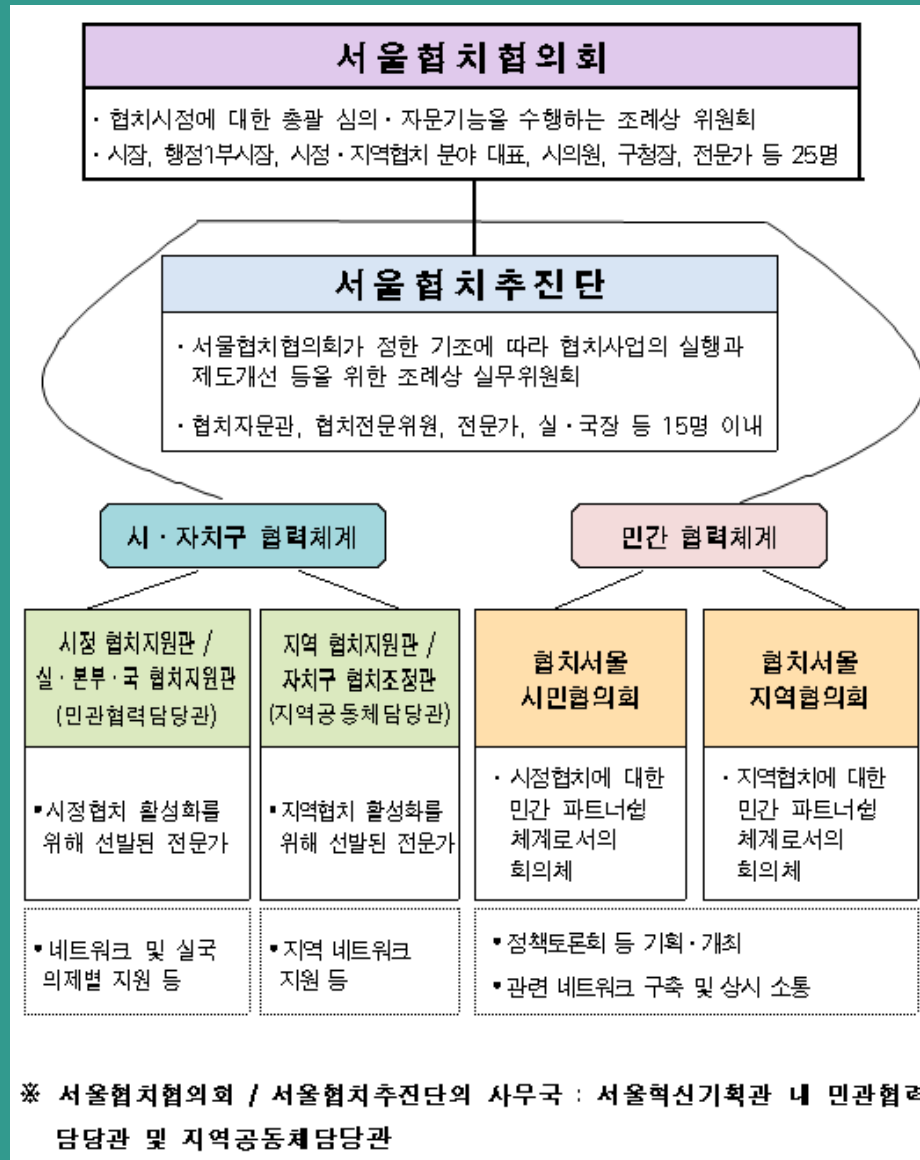 서울협치협의회
· 협치시정에 대한 총괄 심의 · 자문기능을 수행하는 조례상 위원회
· 시장, 행정1부시장, 시정 · 지역협치 분야 대표, 시의원, 구청장, 전문가 등 25명
서울협치추진단
· 서울협치협의회가 정한 기조에 따라 협치사업의 실행과
제도개선 등을 위한 조례상 실무위원회
· 협치자문관, 협치전문위원, 전문가, 실 · 국장 등 15명 이내
시 · 자치구 협력체계
민간 협력체계
시정 협치지원관 /
실 · 본부 · 국 협치지원관
(민관협력담당관)
지역 협치지원관 /
자치구 협치조정관
(지역공동체담당관)
협치서울
시민협의회
협치서울
지역협의회
▪시정협치 활성화를
위해 선발된 전문가
▪지역협치 활성화를
위해 선발된 전문가
· 시정협치에 대한
민간 파트너쉽
체계로서의
회의체
· 지역협치에 대한
민간 파트너쉽
체계로서의
회의체
▪네트워크 및 실국
의제별 지원 등
▪지역 네트워크
지원 등
▪정책토론회 등 기획 · 개최
▪관련 네트워크 구축 및 상시 소통
※ 서울협치협의회 / 서울협치추진단의 사무국 : 서울혁신기획관 내 민관협력
담당관 및 지역공동체담당관